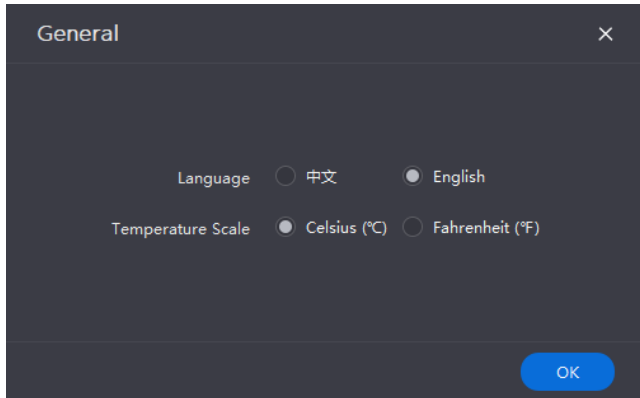 General
Language 中文 English
Temperature Scale Celsius (℃) Fahrenheit (℉)
OK